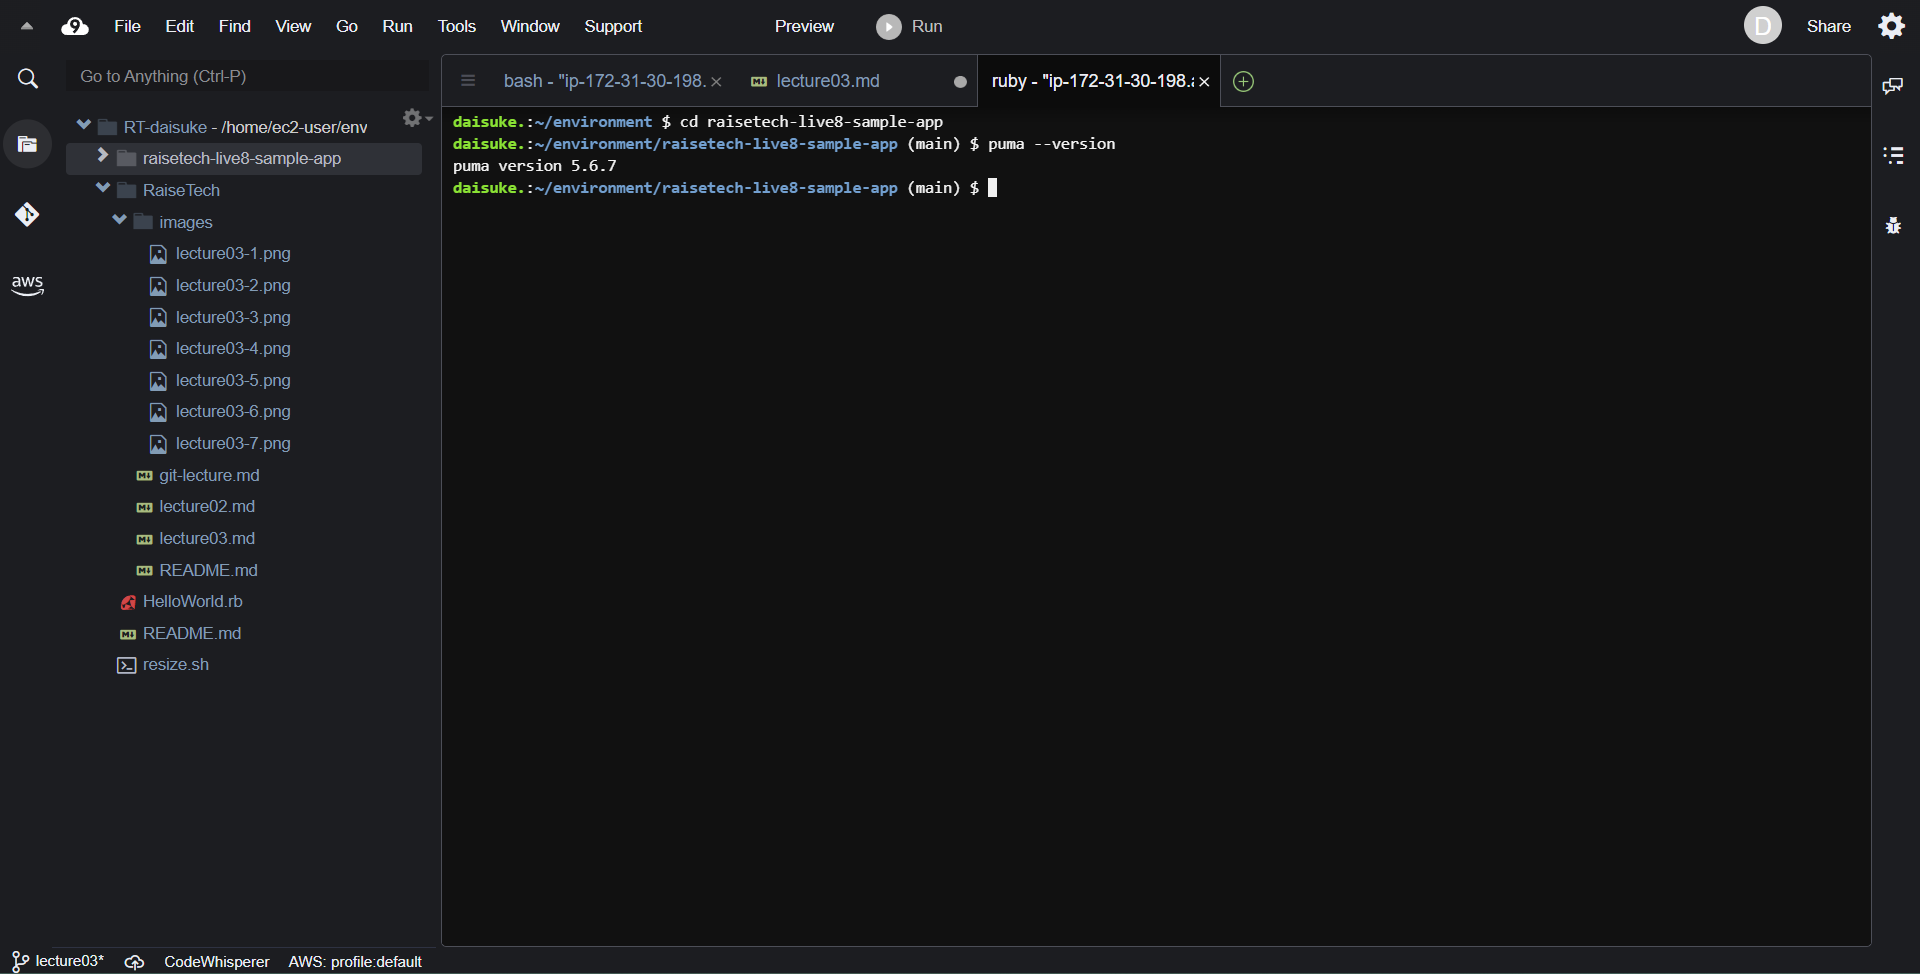 File Edit Find View Go Run Tools Window Support Preview Run D Share
Go to Anything (Ctrl-P)
bash - "ip-172-31-30-198. lecture03.md ruby - "ip-172-31-30-198.
RT-daisuke - /home/ec2-user/env
raisetech-live8-sample-app
RaiseTech
images
lecture03-1.png
lecture03-2.png
lecture03-3.png
lecture03-4.png
lecture03-5.png
lecture03-6.png
lecture03-7.png
git-lecture.md
lecture02.md
lecture03.md
README.md
HelloWorld.rb
README.md
resize.sh
aws
daisuke.:~/environment $ cd raisetech-live8-sample-app
daisuke.:~/environment/raisetech-live8-sample-app (main) $ puma --version
puma version 5.6.7
daisuke.:~/environment/raisetech-live8-sample-app (main) $
lecture03* CodeWhisperer AWS: profile:default